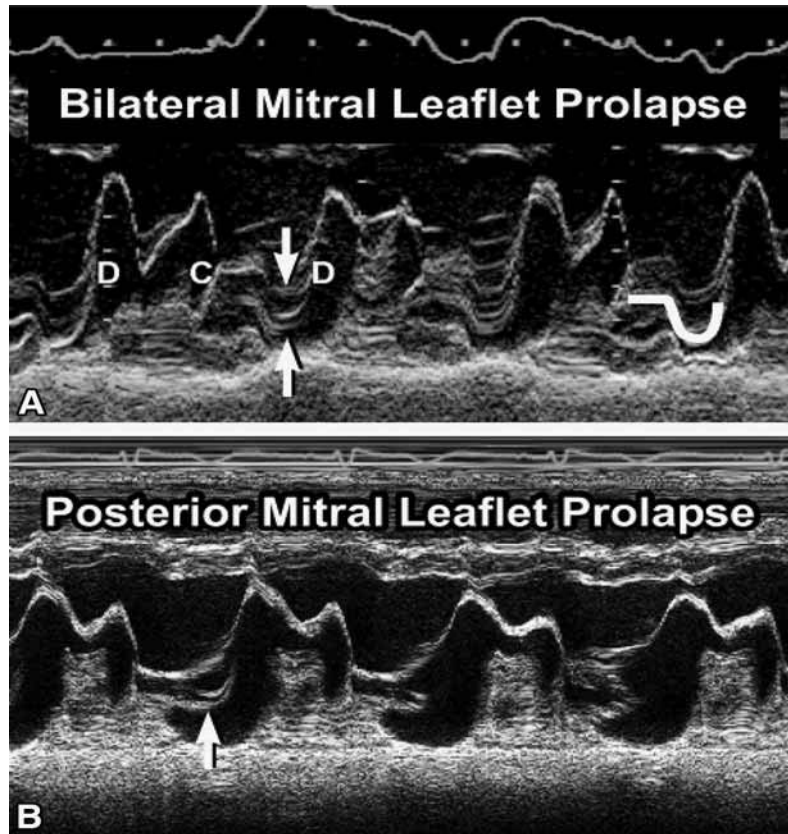 Bilateral Mitral Leaflet Prolapse
D C D
A
Posterior Mitral Leaflet Prolapse
B